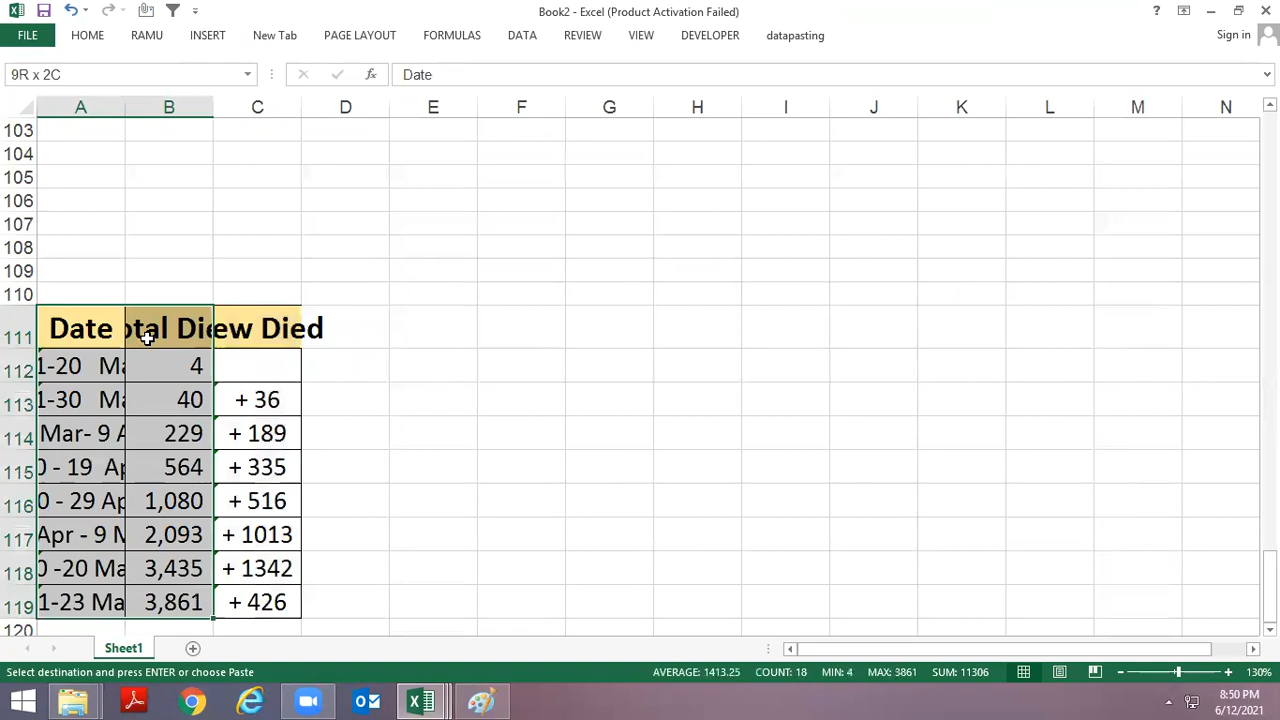 Book2 - Excel (Product Activation Failed)
FILE HOME RAMU INSERT New Tab PAGE LAYOUT FORMULAS DATA REVIEW VIEW DEVELOPER datapasting Sign in
9R x 2C fx Date
A B C D E F G H I J K L M N
103
104
105
106
107
108
109
110
111 Date otal Di ew Died
112 1-20 Ma 4
113 1-30 Ma 40 + 36
114 Mar- 9 A 229 + 189
115 0 - 19 Ap 564 + 335
116 0 - 29 Ap 1,080 + 516
117 Apr - 9 M 2,093 + 1013
118 0 -20 Ma 3,435 + 1342
119 1-23 Ma 3,861 + 426
120
Sheet1
Select destination and press ENTER or choose Paste AVERAGE: 1413.25 COUNT: 18 MIN: 4 MAX: 3861 SUM: 11306 130%
8:50 PM
6/12/2021